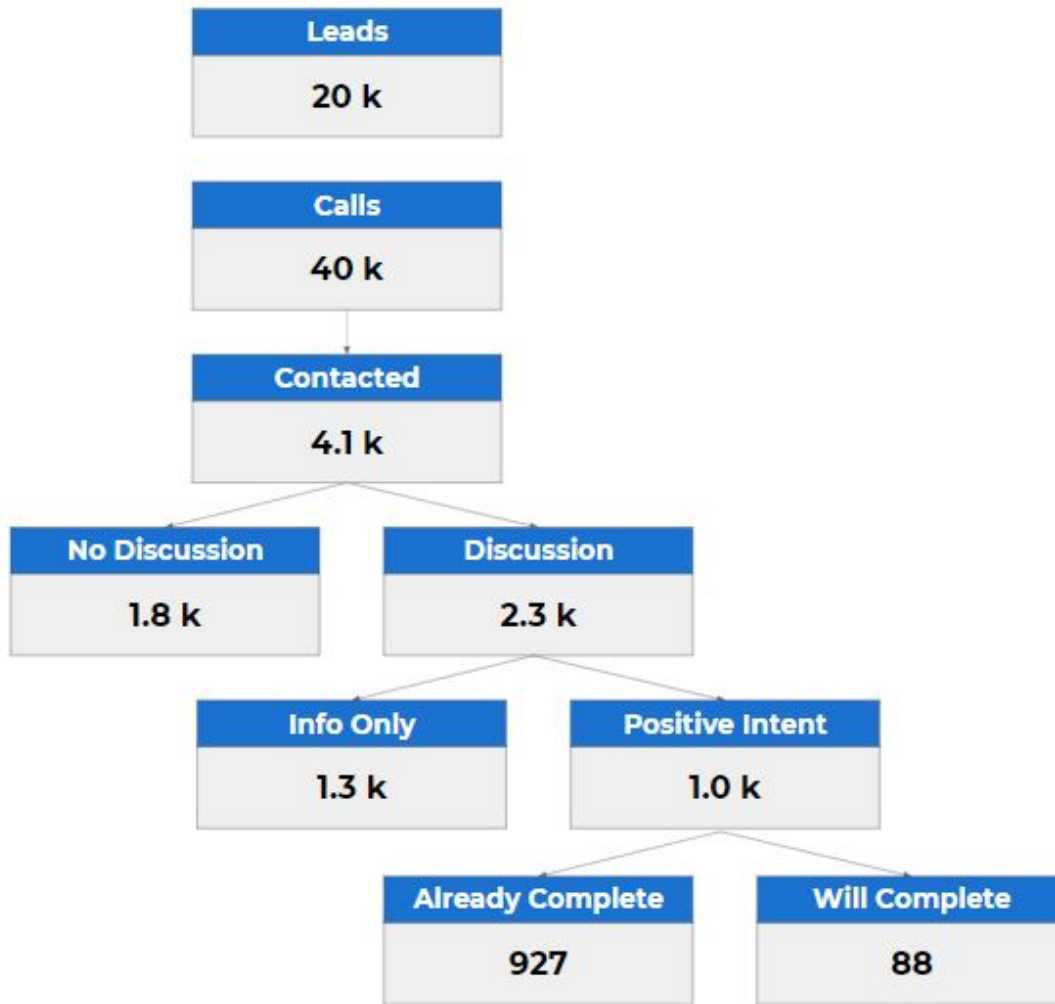 Leads
20 k
Calls
40 k
Contacted
4.1 k
No Discussion
Discussion
1.8 k
2.3 k
Info Only
Positive Intent
1.3 k
1.0 k
Already Complete
Will Complete
927
88